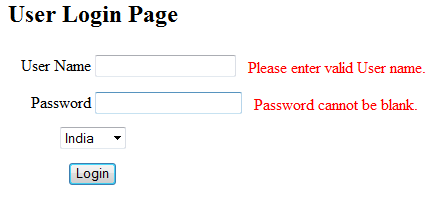 User Login Page
User Name Please enter valid User name.
Password Password cannot be blank.
India
Login